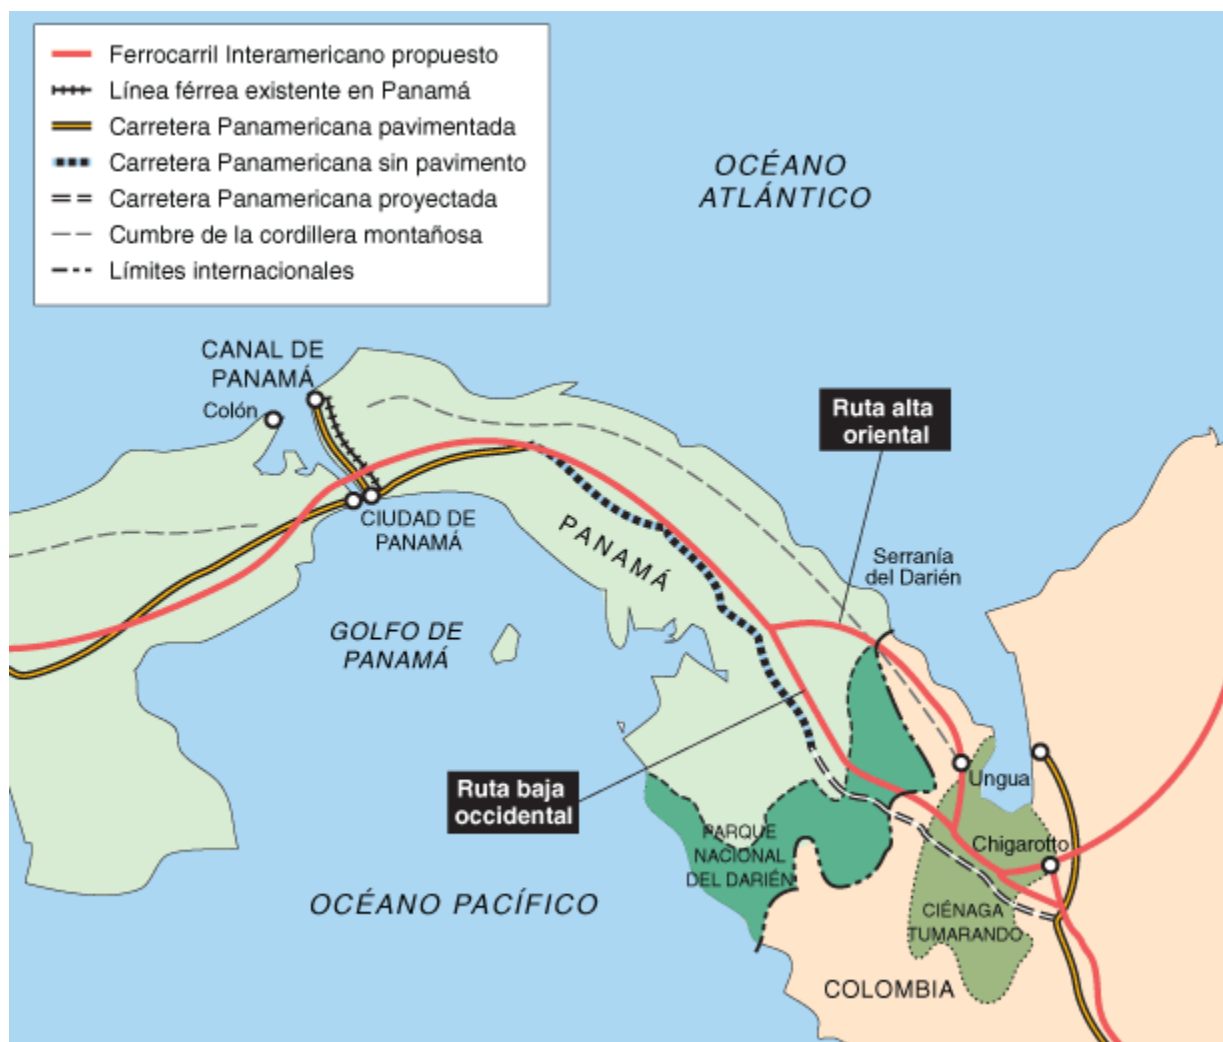 Ferrocarril Interamericano propuesto
Línea férrea existente en Panamá
Carretera Panamericana pavimentada
Carretera Panamericana sin pavimento
Carretera Panamericana proyectada
Cumbre de la cordillera montañosa
Límites internacionales
OCÉANO
ATLÁNTICO
CANAL DE
PANAMÁ
Colón
Ruta alta
oriental
CIUDAD DE
PANAMÁ
PANAMÁ
Serranía
del Darién
GOLFO DE
PANAMÁ
Ungua
Ruta baja
occidental
PARQUE
NACIONAL
DEL DARIÉN
Chigarotto
OCÉANO PACÍFICO
CIÉNAGA
TUMARANDO
COLOMBIA